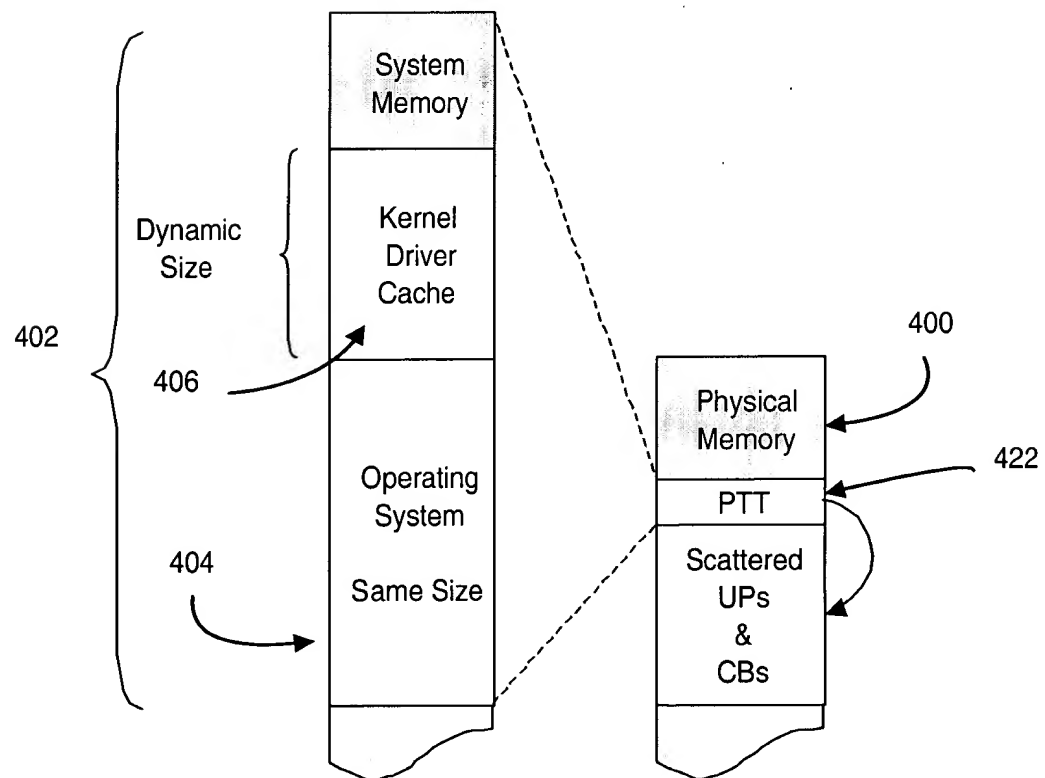 System
Memory
Dynamic
Size
Kernel
Driver
Cache
402
406
400
Physical
Memory
422
PTT
Operating
System
Same Size
404
Scattered
UPs
&
CBs